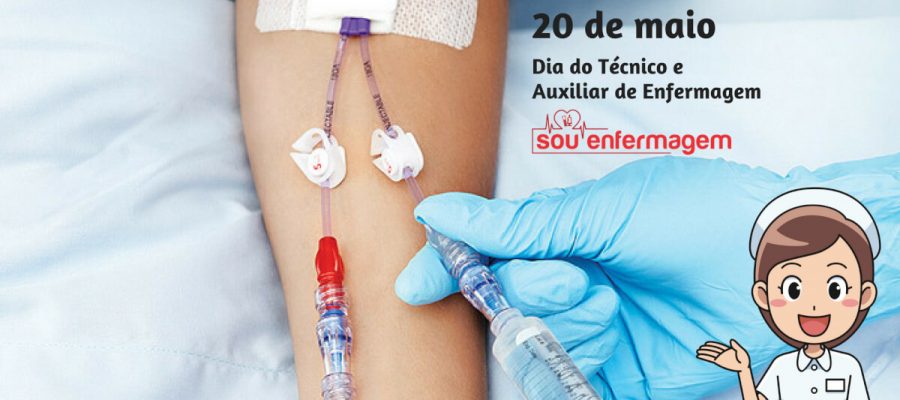 20 de maio
Dia do Técnico e
Auxiliar de Enfermagem
sou enfermagem